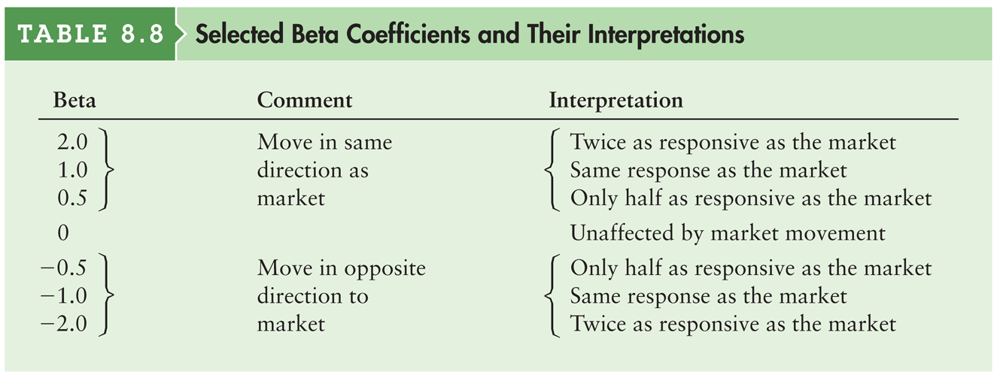 TABLE 8.8 Selected Beta Coefficients and Their Interpretations
Beta Comment Interpretation
2.0 Move in same Twice as responsive as the market
1.0 direction as Same response as the market
0.5 market Only half as responsive as the market
0 Unaffected by market movement
−0.5 Move in opposite Only half as responsive as the market
−1.0 direction to Same response as the market
−2.0 market Twice as responsive as the market